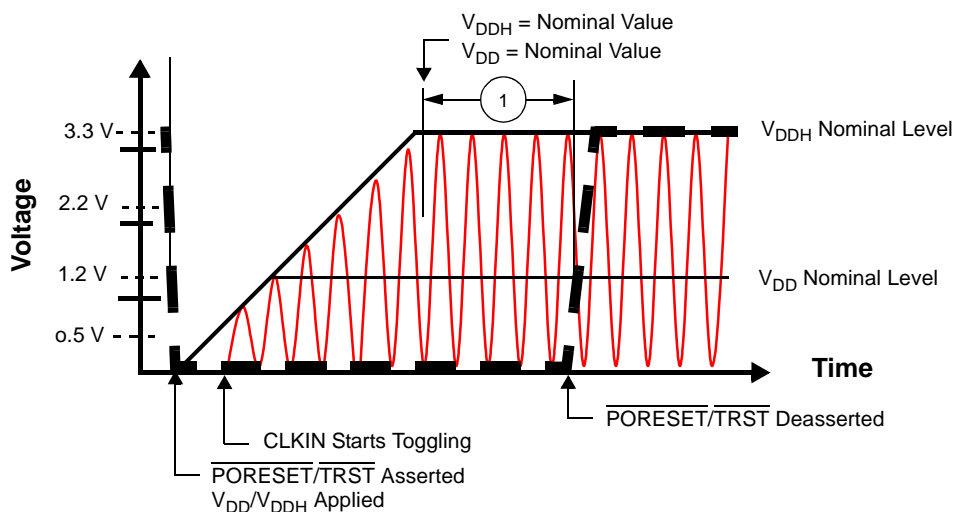 V_DDH = Nominal Value
V_DD = Nominal Value
1
3.3 V
2.2 V
1.2 V
o.5 V
Voltage
V_DDH Nominal Level
V_DD Nominal Level
Time
PORESET/TRST Deasserted
CLKIN Starts Toggling
PORESET/TRST Asserted
V_DD/V_DDH Applied